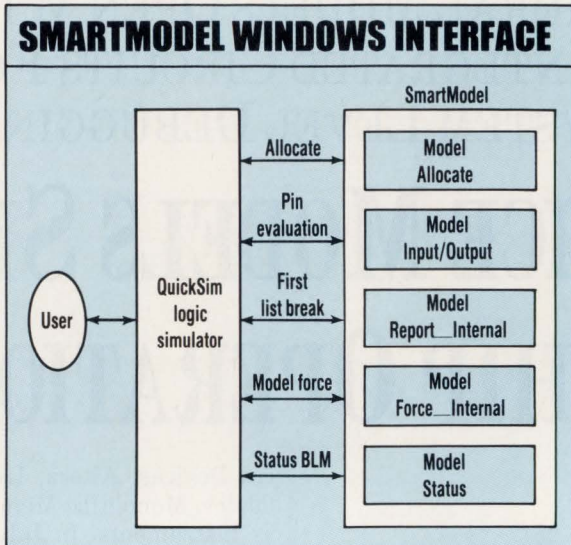 SMARTMODEL WINDOWS INTERFACE
SmartModel
User
QuickSim
logic
simulator
Allocate
Model
Allocate
Pin
evaluation
Model
Input/Output
First
list break
Model
Report__Internal
Model force
Model
Force__Internal
Status BLM
Model
Status